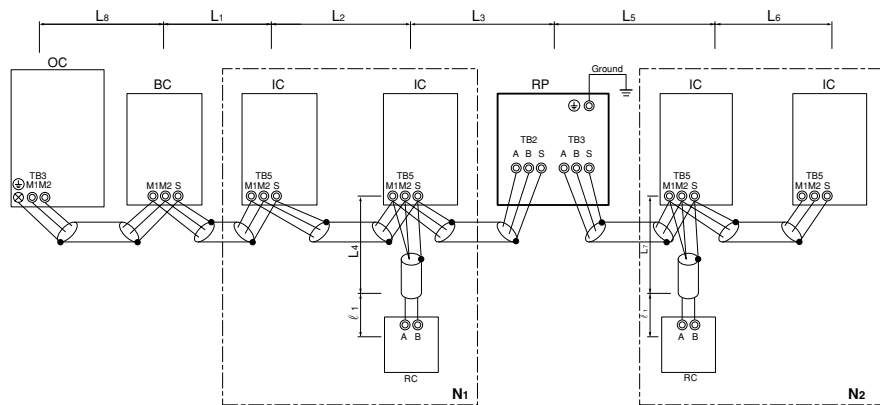 L8 L1 L2 L3 L5 L6
OC BC IC IC RP Ground IC IC
TB2 TB3
A B S A B S
TB3
M1M2
M1M2 S
TB5
M1M2 S
TB5
M1M2 S
TB5
M1M2 S
TB5
M1M2 S
L4
L7
ℓ1
ℓ1
A B
RC
A B
RC
N1 N2